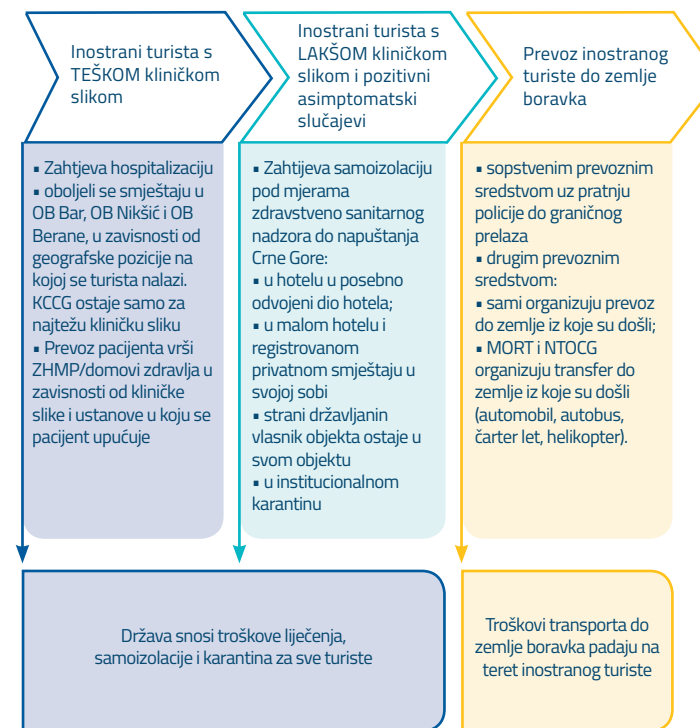 Inostrani turista s
TEŠKOM kliničkom
slikom
Inostrani turista s
LAKŠOM kliničkom
slikom i pozitivni
asimptomatski
slučajevi
Prevoz inostranog
turiste do zemlje
boravka
▪ Zahtjeva hospitalizaciju
▪ oboljeli se smještaju u
OB Bar, OB Nikšić i OB
Berane, u zavisnosti od
geografske pozicije na
kojoj se turista nalazi.
KCCG ostaje samo za
najtežu kliničku sliku
▪ Prevoz pacijenta vrši
ZHMP/domovi zdravlja u
zavisnosti od kliničke
slike i ustanove u koju se
pacijent upućuje
▪ Zahtijeva samoizolaciju
pod mjerama
zdravstveno sanitarnog
nadzora do napuštanja
Crne Gore:
▪ u hotelu u posebno
odvojeni dio hotela;
▪ u malom hotelu i
registrovanom
privatnom smještaju u
svojoj sobi
▪ strani državljanin
vlasnik objekta ostaje u
svom objektu
▪ u institucionalnom
karantinu
▪ sopstvenim prevoznim
sredstvom uz pratnju
policije do graničnog
prelaza
▪ drugim prevoznim
sredstvom:
▪ sami organizuju prevoz
do zemlje iz koje su došli;
▪ MORT i NTOCG
organizuju transfer do
zemlje iz koje su došli
(automobil, autobus,
čarter let, helikopter).
Država snosi troškove liječenja,
samoizolacije i karantina za sve turiste
Troškovi transporta do
zemlje boravka padaju na
teret inostranog turiste